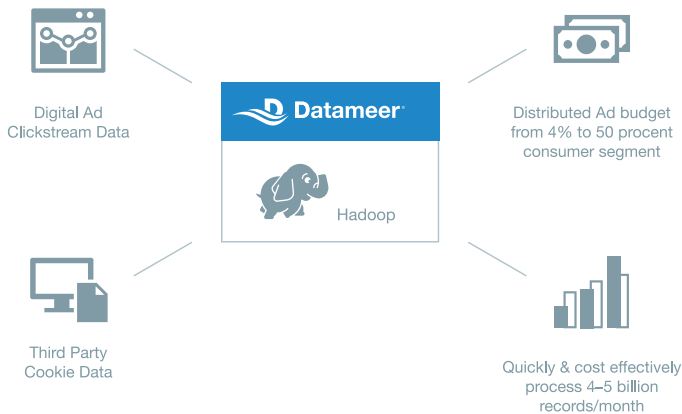 Digital Ad
Clickstream Data
Datameer
Hadoop
Distributed Ad budget
from 4% to 50 procent
consumer segment
Third Party
Cookie Data
Quickly & cost effectively
process 4–5 billion
records/month